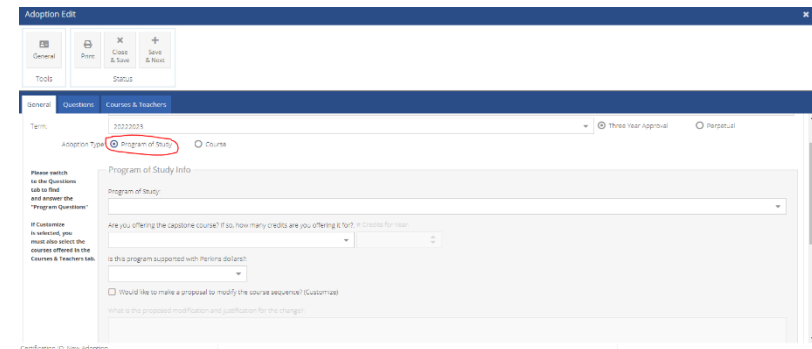 Adoption Edit
General
Print
Close & Save
Save & Next
Tools
Status
General Questions Courses & Teachers
Term: 20222023 Three Year Approval Perpetual
Adoption Type: Program of Study Course
Please switch
to the Questions
tab to find
and answer the
"Program Questions"
If Customize
is selected, you
must also select the
courses offered in the
Courses & Teachers tab.
Program of Study Info
Program of Study:
Are you offering the capstone course? If so, how many credits are you offering it for? # Credits for Year:
Is this program supported with Perkins dollars?:
Would like to make a proposal to modify the course sequence? (Customize)
What is the proposed modification and justification for the change?